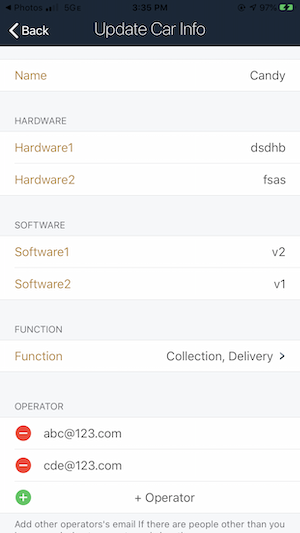 Photos 5G 3:35 PM 97%
Back Update Car Info
Name Candy
HARDWARE
Hardware1 dsdhb
Hardware2 fsas
SOFTWARE
Software1 v2
Software2 v1
FUNCTION
Function Collection, Delivery
OPERATOR
abc@123.com
cde@123.com
+ Operator
Add other operators's email If there are people other than you